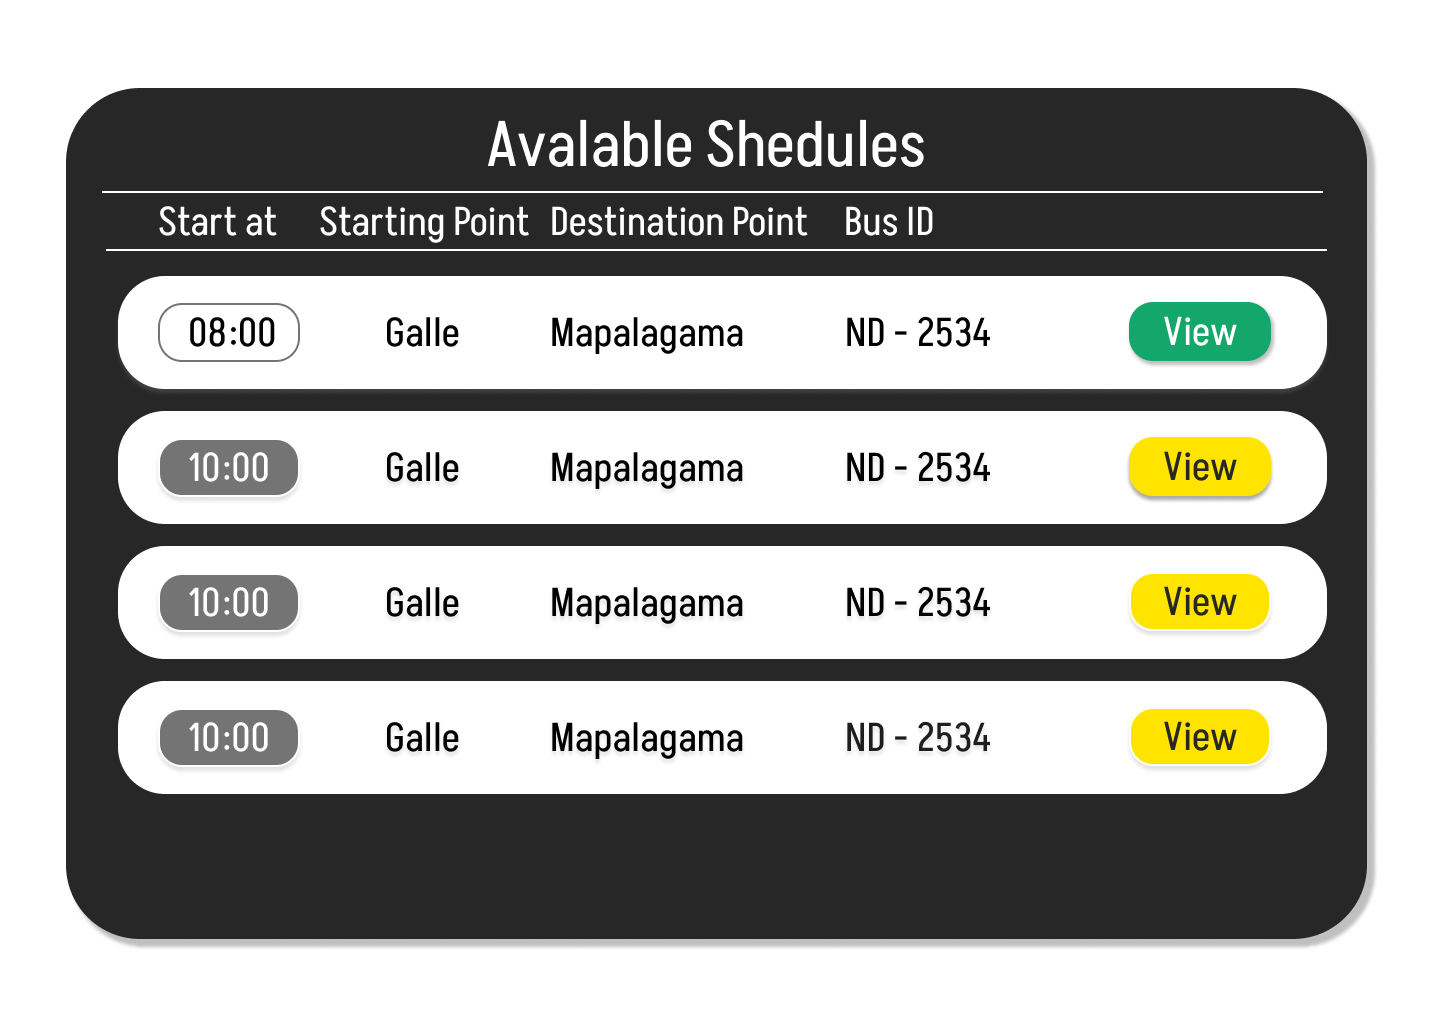 Avalable Shedules
Start at Starting Point Destination Point Bus ID
08:00 Galle Mapalagama ND - 2534 View
10:00 Galle Mapalagama ND - 2534 View
10:00 Galle Mapalagama ND - 2534 View
10:00 Galle Mapalagama ND - 2534 View